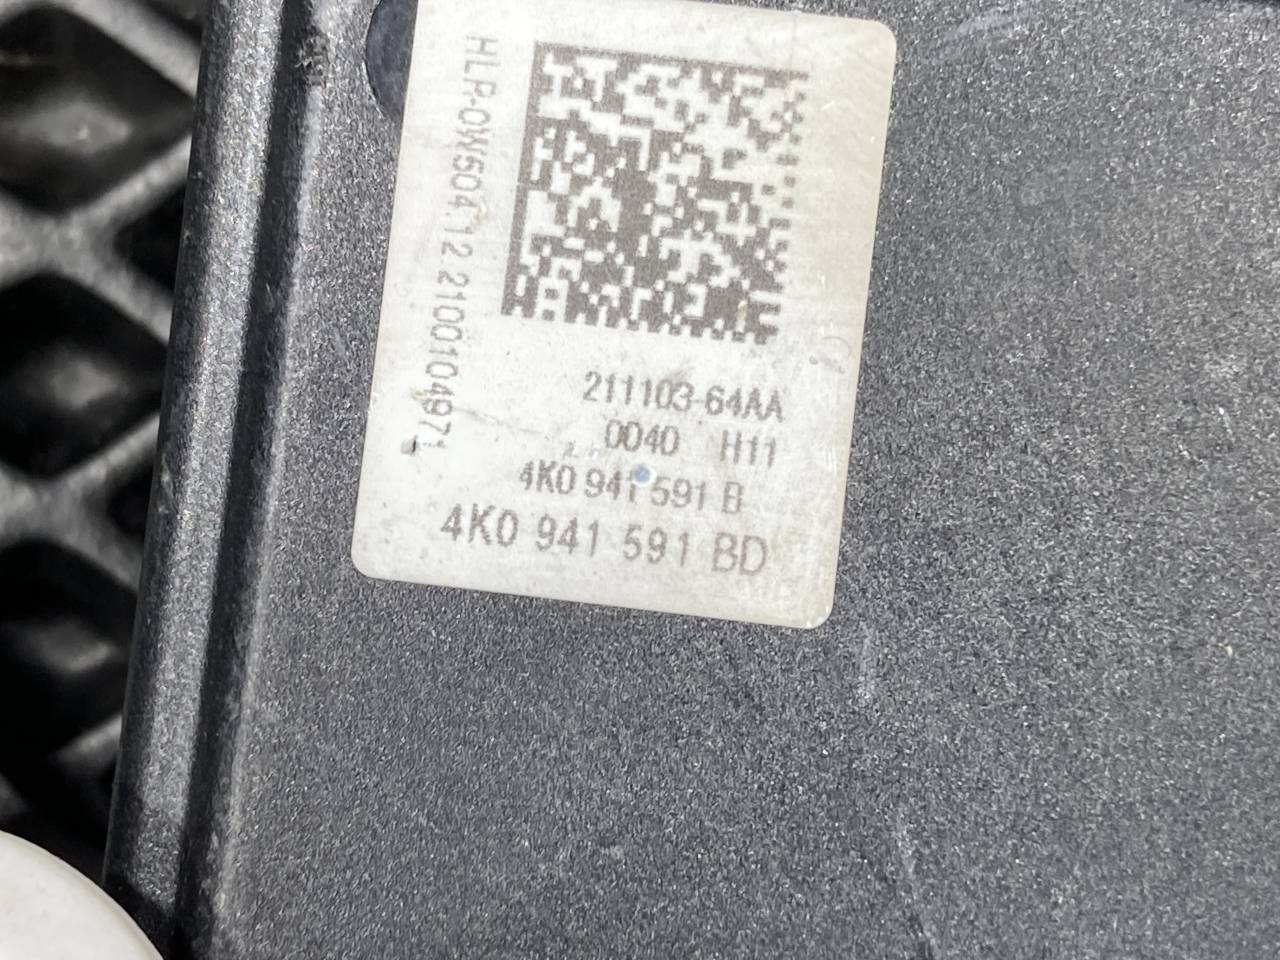 HLP-0W504.12 2100104971
211103-64AA
0040 H11
4K0 941 591 B
4K0 941 591 BD